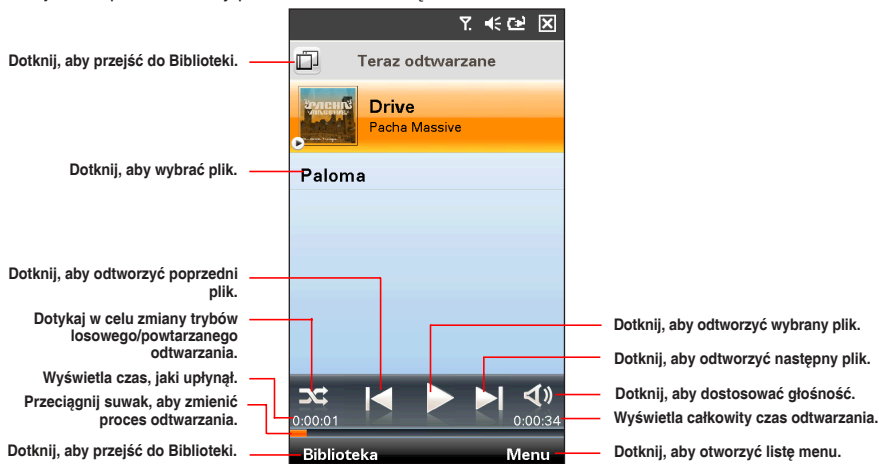 Teraz odtwarzane
Dotknij, aby przejść do Biblioteki.
Drive
Pacha Massive
Dotknij, aby wybrać plik.
Paloma
Dotknij, aby odtworzyć poprzedni
plik.
Dotykaj w celu zmiany trybów
losowego/powtarzanego
odtwarzania.
Wyświetla czas, jaki upłynął.
Przeciągnij suwak, aby zmienić
proces odtwarzania.
Dotknij, aby przejść do Biblioteki.
0:00:01
0:00:34
Biblioteka
Menu
Dotknij, aby odtworzyć wybrany plik.
Dotknij, aby odtworzyć następny plik.
Dotknij, aby dostosować głośność.
Wyświetla całkowity czas odtwarzania.
Dotknij, aby otworzyć listę menu.